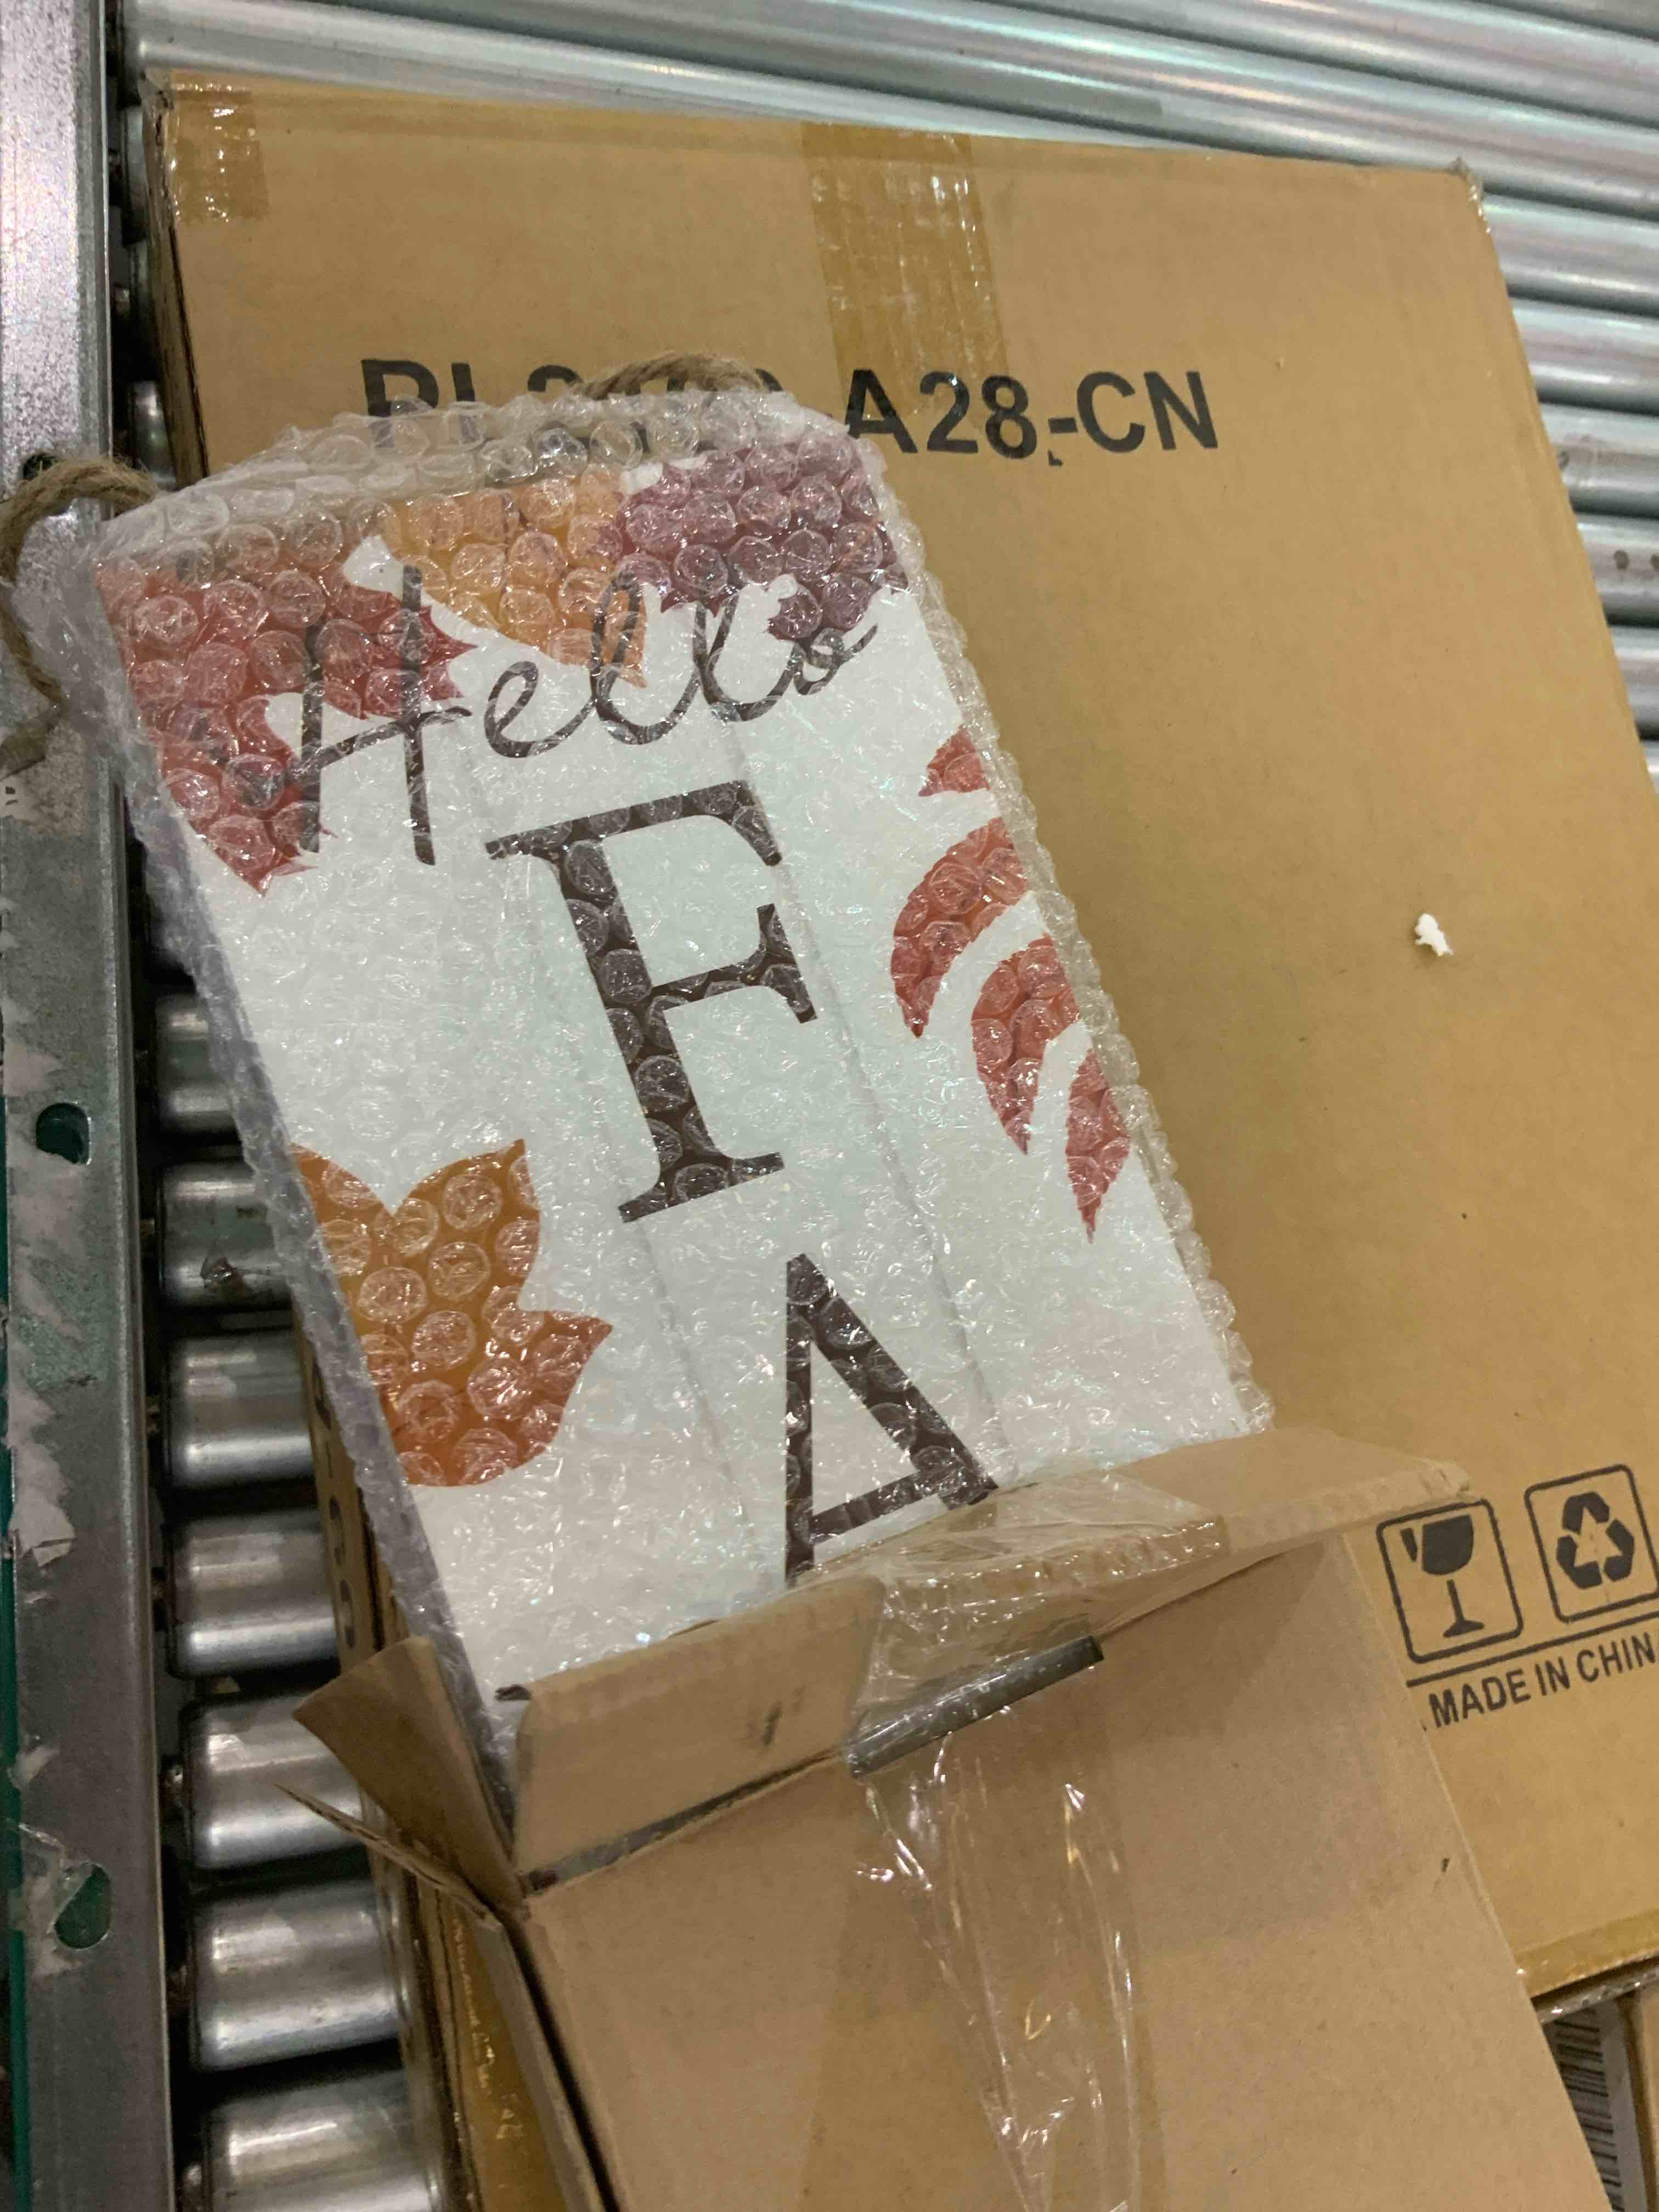 -A28-CN
Hello
F
A
MADE IN CHIN